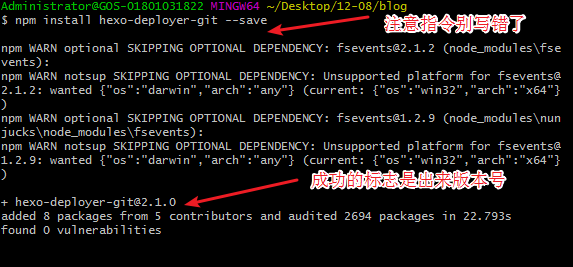 Administrator@GOS-01801031822 MINGW64 ~/Desktop/12-08/blog
$ npm install hexo-deployer-git --save
注意指令别写错了
npm WARN optional SKIPPING OPTIONAL DEPENDENCY: fsevents@2.1.2 (node_modules\fse
vents):
npm WARN notsup SKIPPING OPTIONAL DEPENDENCY: Unsupported platform for fsevents@
2.1.2: wanted {"os":"darwin","arch":"any"} (current: {"os":"win32","arch":"x64"}
)
npm WARN optional SKIPPING OPTIONAL DEPENDENCY: fsevents@1.2.9 (node_modules\nun
jucks\node_modules\fsevents):
npm WARN notsup SKIPPING OPTIONAL DEPENDENCY: Unsupported platform for fsevents@
1.2.9: wanted {"os":"darwin","arch":"any"} (current: {"os":"win32","arch":"x64"}
)
成功的标志是出来版本号
+ hexo-deployer-git@2.1.0
added 8 packages from 5 contributors and audited 2694 packages in 22.793s
found 0 vulnerabilities